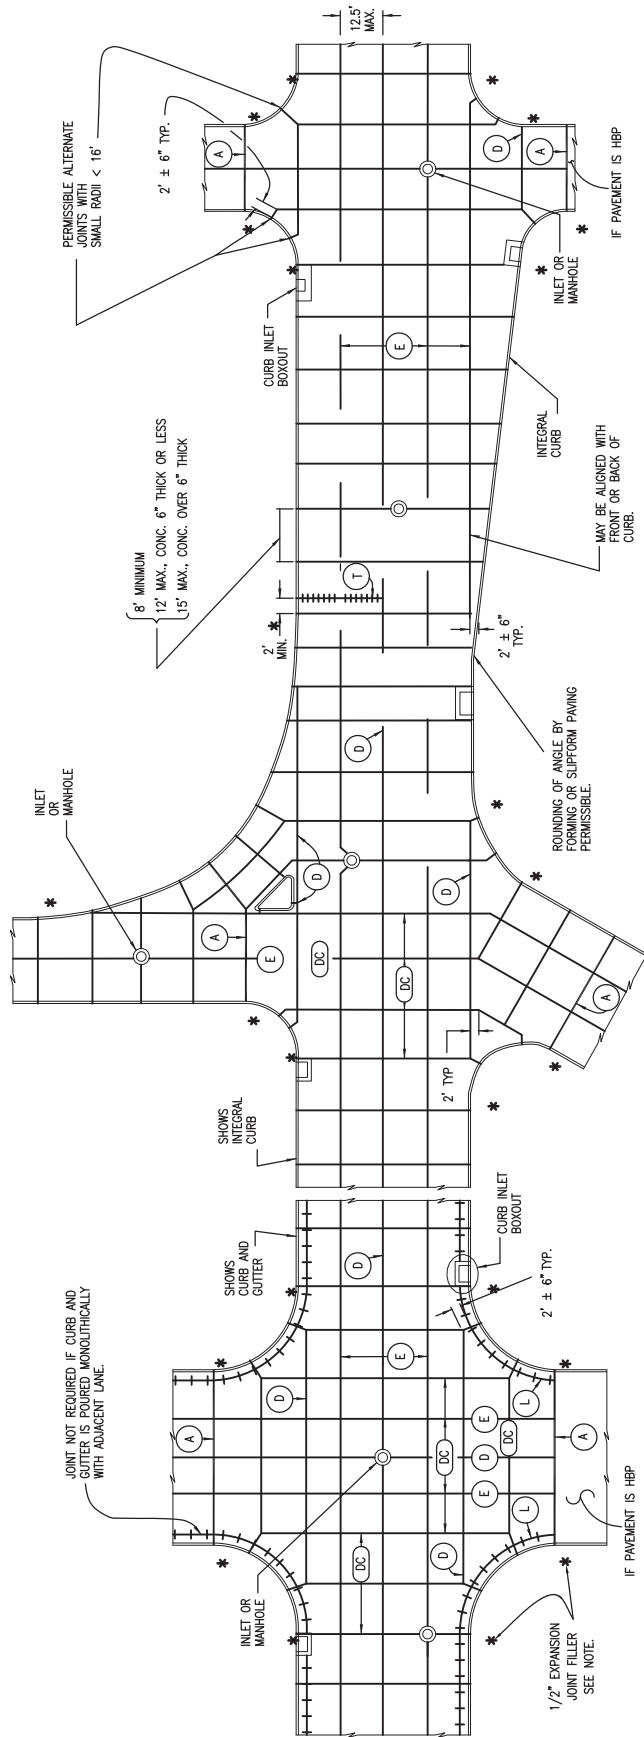 JOINT NOT REQUIRED IF CURB AND
GUTTER IS POURED MONOLITHICALLY
WITH ADJACENT LANE.
SHOWS
CURB AND
GUTTER
SHOWS
INTEGRAL
CURB
INLET
OR
MANHOLE
8' MINIMUM
12' MAX., CONC. 6" THICK OR LESS
15' MAX., CONC. OVER 6" THICK
PERMISSIBLE ALTERNATE
JOINTS WITH
SMALL RADII < 16'
2' ± 6" TYP.
CURB INLET
BOXOUT
12.5'
MAX.
2'
MIN.
INLET OR
MANHOLE
A
D
E
DC
DC
D
E
D
E
DC
DC
D
L
L
A
D
E
A
E
DC
DC
D
D
D
A
T
E
A
D
A
1/2" EXPANSION
JOINT FILLER
SEE NOTE.
IF PAVEMENT IS HBP
2' ± 6" TYP.
CURB INLET
BOXOUT
2' TYP
ROUNDING OF ANGLE BY
FORMING OR SLIPFORM PAVING
PERMISSIBLE.
2' ± 6"
TYP.
MAY BE ALIGNED WITH
FRONT OR BACK OF
CURB.
INTEGRAL
CURB
INLET OR
MANHOLE
IF PAVEMENT IS HBP